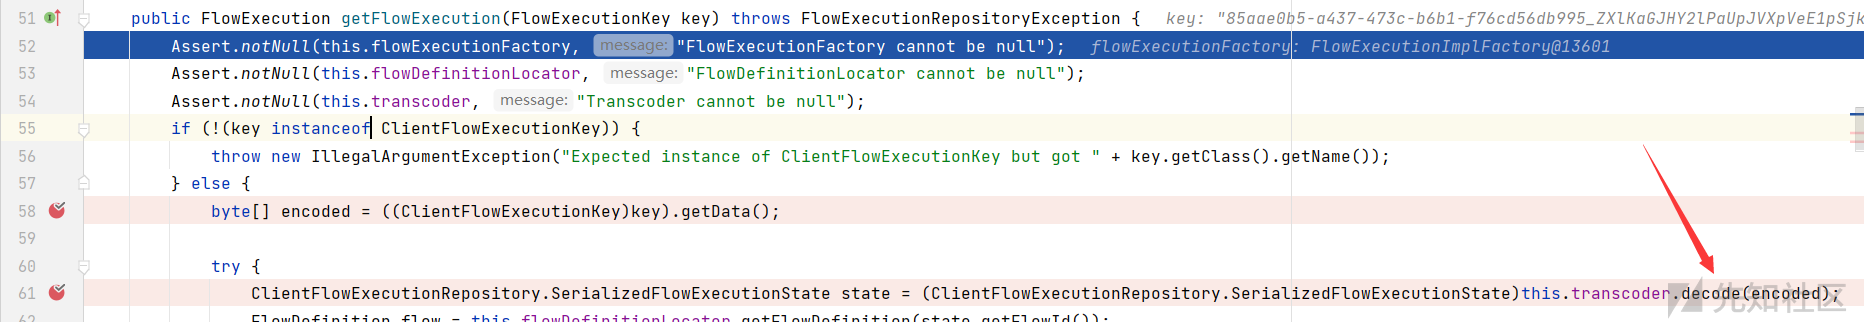 51 public FlowExecution getFlowExecution(FlowExecutionKey key) throws FlowExecutionRepositoryException { key: "85aae0b5-a437-473c-b6b1-f76cd56db995_ZXlKaGJHY2lPaUpJVXpVeE1pSjk
52 Assert.notNull(this.flowExecutionFactory, message: "FlowExecutionFactory cannot be null"); flowExecutionFactory: FlowExecutionImplFactory@13601
53 Assert.notNull(this.flowDefinitionLocator, message: "FlowDefinitionLocator cannot be null");
54 Assert.notNull(this.transcoder, message: "Transcoder cannot be null");
55 if (!(key instanceof ClientFlowExecutionKey)) {
56 throw new IllegalArgumentException("Expected instance of ClientFlowExecutionKey but got " + key.getClass().getName());
57 } else {
58 byte[] encoded = ((ClientFlowExecutionKey)key).getData();
59
60 try {
61 ClientFlowExecutionRepository.SerializedFlowExecutionState state = (ClientFlowExecutionRepository.SerializedFlowExecutionState)this.transcoder.decode(encoded);
62 FlowDefinition flow = this.flowDefinitionLocator.getFlowDefinition(state.getFlowId());
先知社区